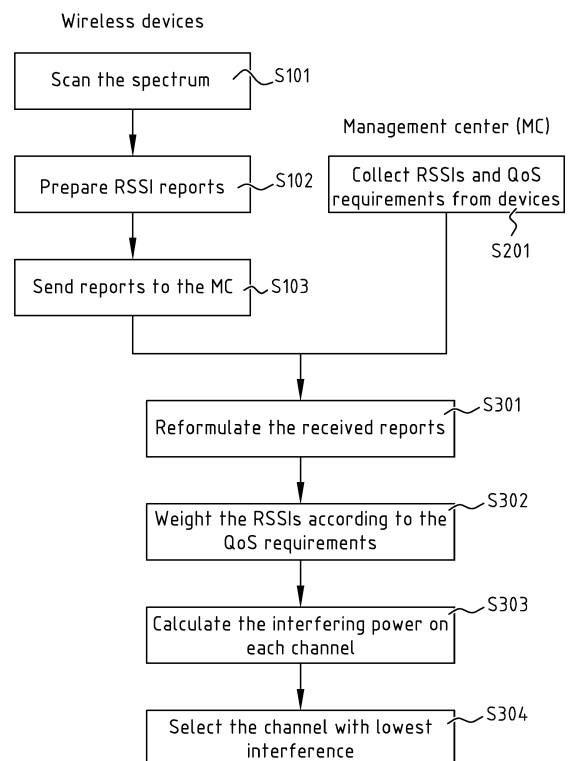 Wireless devices
Scan the spectrum
S101
Prepare RSSI reports
S102
Send reports to the MC
S103
Management center (MC)
Collect RSSIs and QoS
requirements from devices
S201
Reformulate the received reports
S301
Weight the RSSIs according to the
QoS requirements
S302
Calculate the interfering power on
each channel
S303
Select the channel with lowest
interference
S304